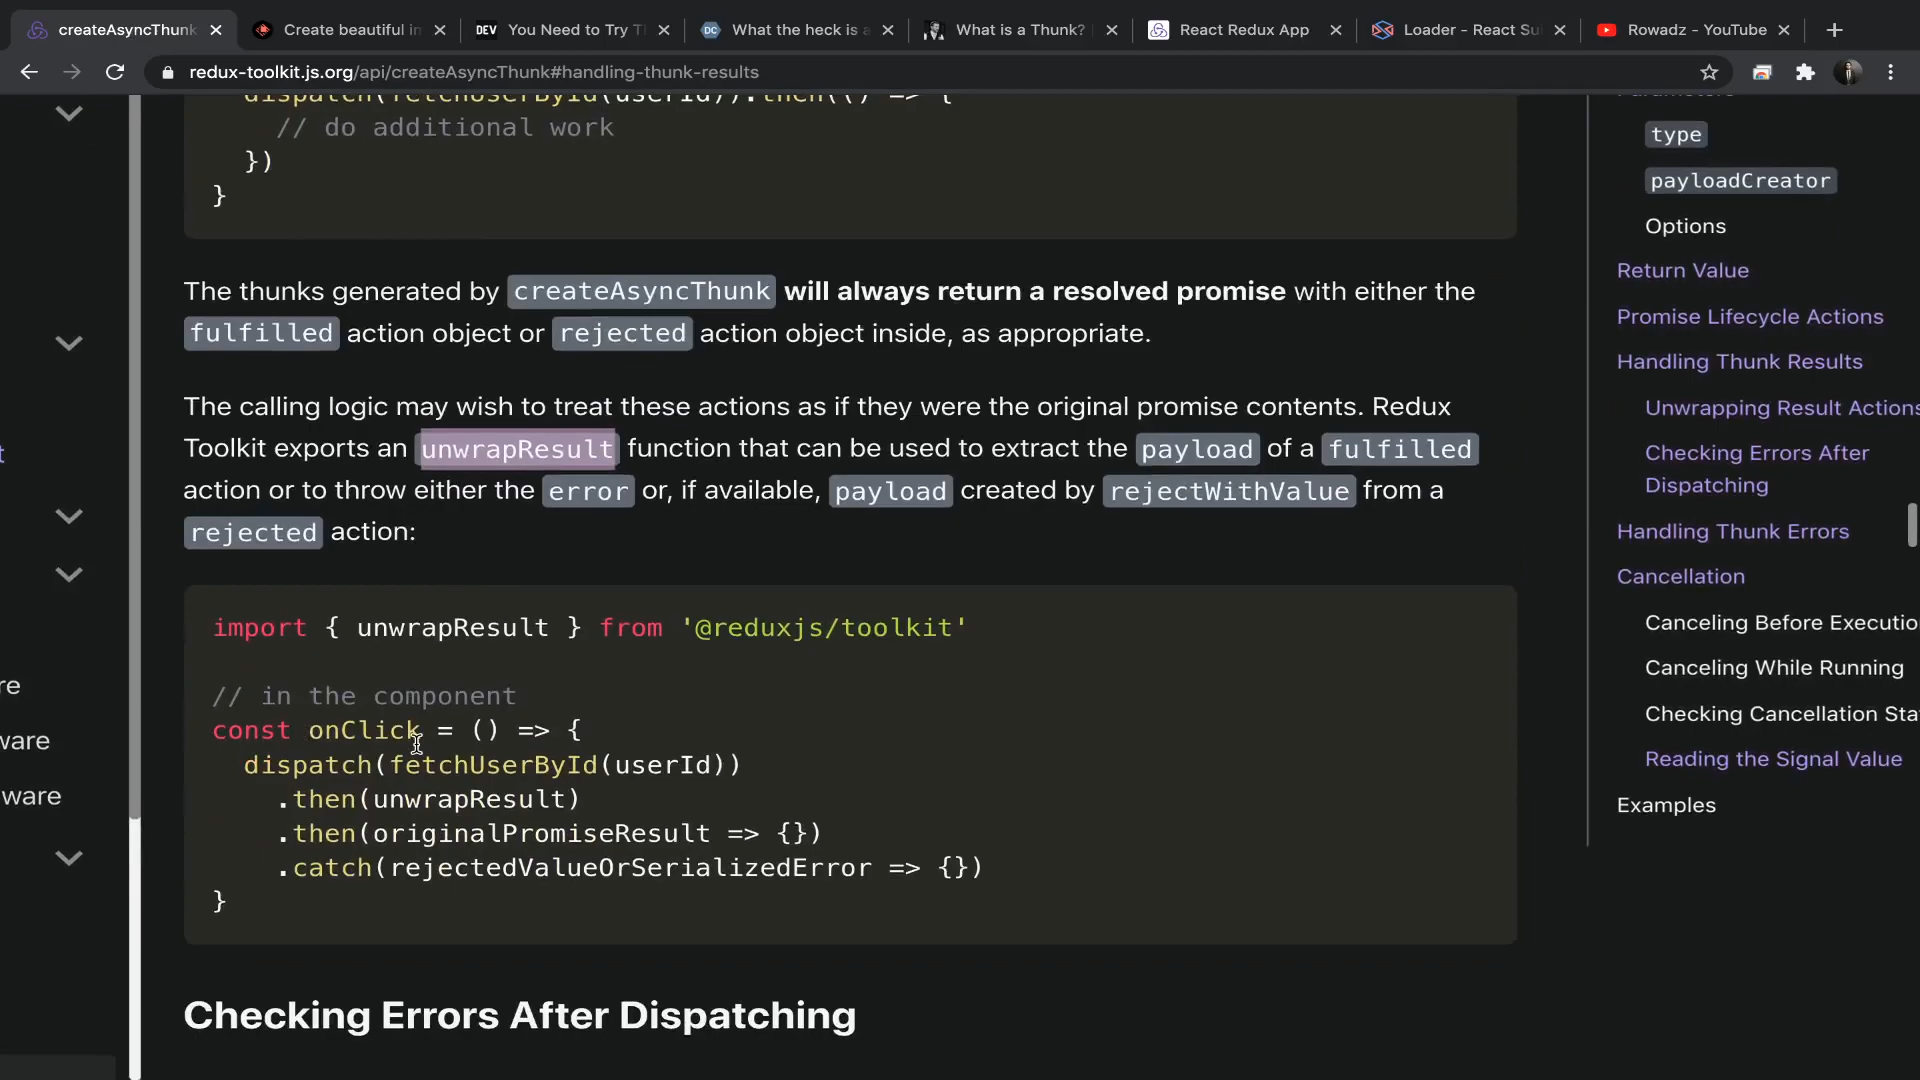 createAsyncThunk
Create beautiful in
DEV You Need to Try T
DC What the heck is a
What is a Thunk?
React Redux App
Loader - React Su
Rowadz - YouTube
redux-toolkit.js.org/api/createAsyncThunk#handling-thunk-results
dispatch(fetchUserById(userId)).then(() => {
// do additional work
})
}
The thunks generated by createAsyncThunk will always return a resolved promise with either the
fulfilled action object or rejected action object inside, as appropriate.
The calling logic may wish to treat these actions as if they were the original promise contents. Redux
Toolkit exports an unwrapResult function that can be used to extract the payload of a fulfilled
action or to throw either the error or, if available, payload created by rejectWithValue from a
rejected action:
import { unwrapResult } from '@reduxjs/toolkit'
// in the component
const onClick = () => {
dispatch(fetchUserById(userId))
.then(unwrapResult)
.then(originalPromiseResult => {})
.catch(rejectedValueOrSerializedError => {})
}
Checking Errors After Dispatching
t
re
ware
ware
Parameters
type
payloadCreator
Options
Return Value
Promise Lifecycle Actions
Handling Thunk Results
Unwrapping Result Actions
Checking Errors After
Dispatching
Handling Thunk Errors
Cancellation
Canceling Before Executio
Canceling While Running
Checking Cancellation Sta
Reading the Signal Value
Examples